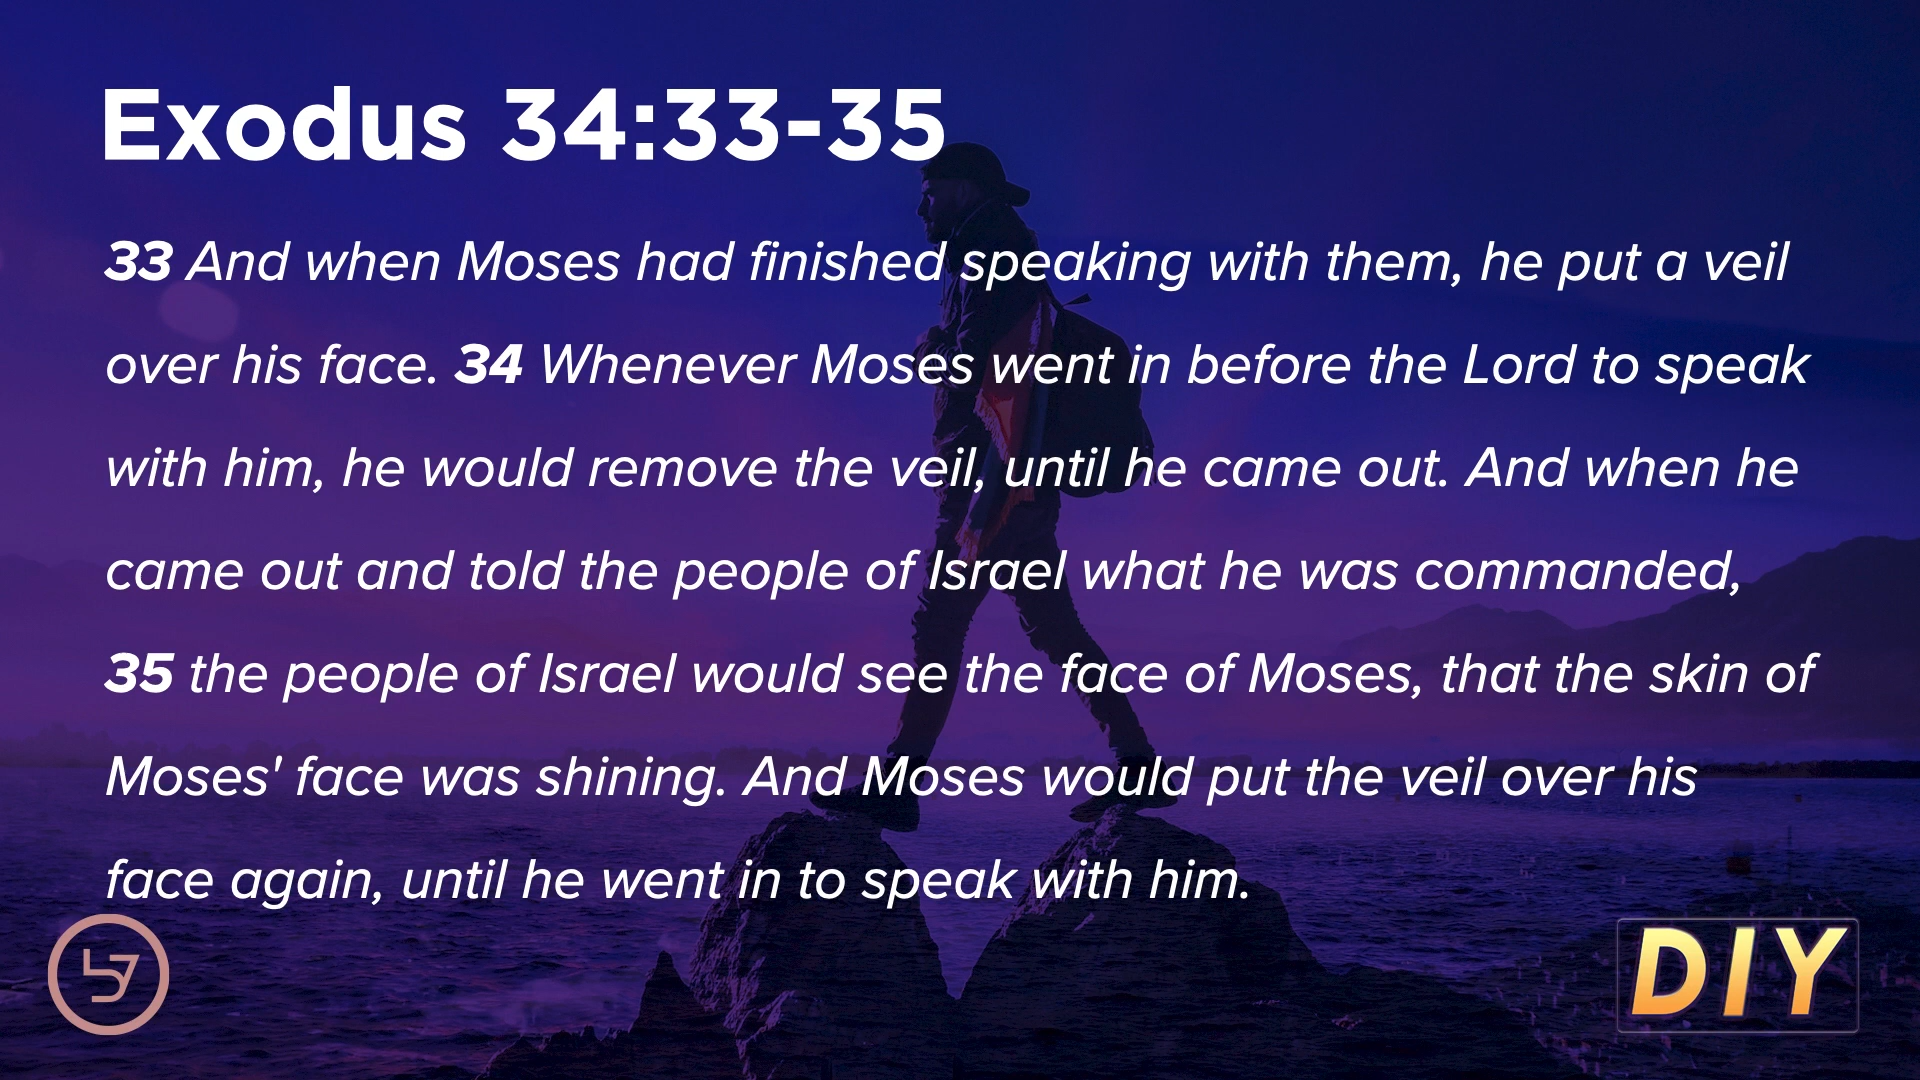 Exodus 34:33-35
33 And when Moses had finished speaking with them, he put a veil
over his face. 34 Whenever Moses went in before the Lord to speak
with him, he would remove the veil, until he came out. And when he
came out and told the people of Israel what he was commanded,
35 the people of Israel would see the face of Moses, that the skin of
Moses' face was shining. And Moses would put the veil over his
face again, until he went in to speak with him.
DIY